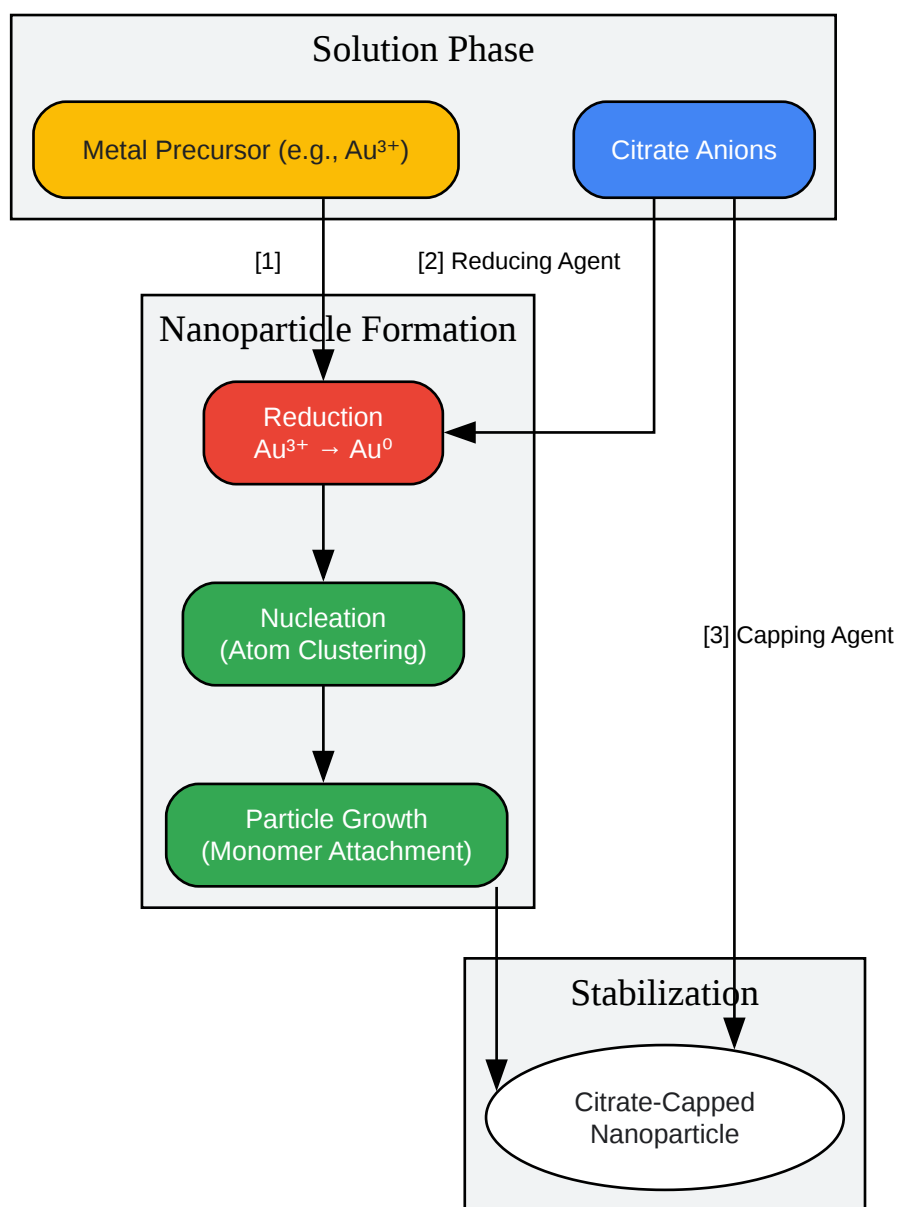 Solution Phase
Metal Precursor (e.g., Au³⁺)
Citrate Anions
[1]
[2] Reducing Agent
Nanoparticle Formation
Reduction
Au³⁺ → Au⁰
Nucleation
(Atom Clustering)
[3] Capping Agent
Particle Growth
(Monomer Attachment)
Stabilization
Citrate-Capped
Nanoparticle